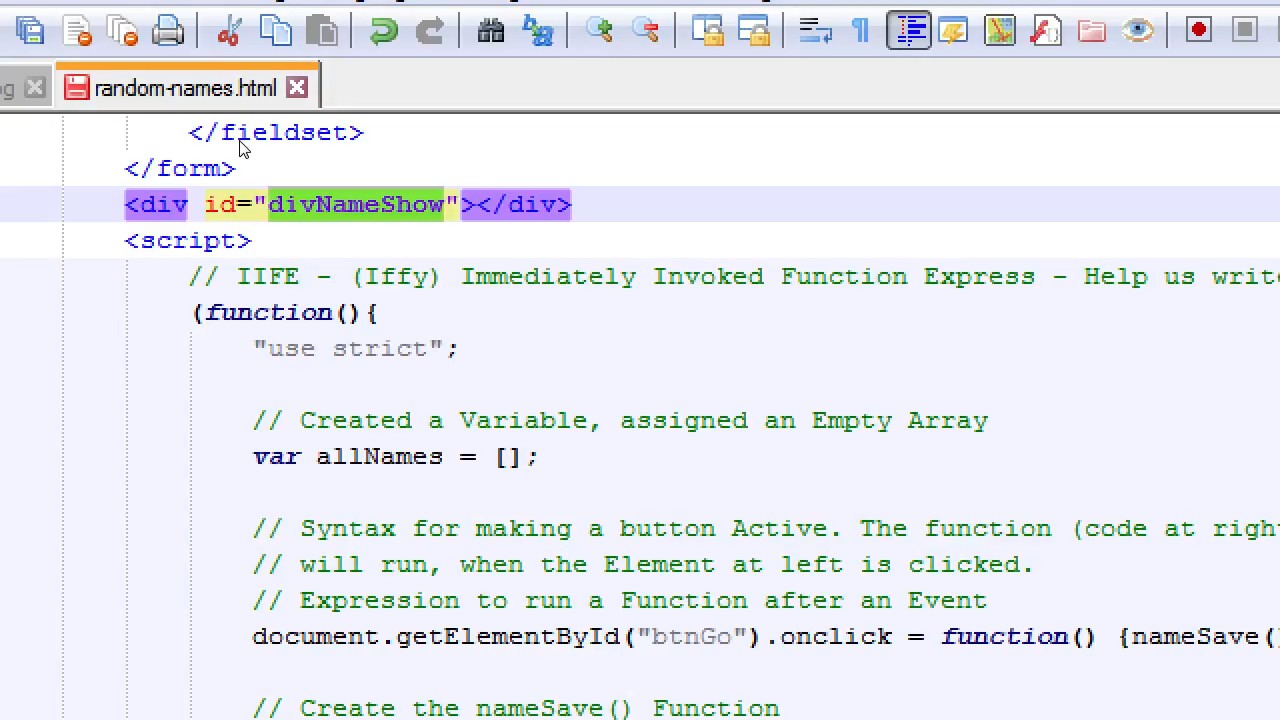 random-names.html
</fieldset>
</form>
<div id="divNameShow"></div>
<script>
// IIFE - (Iffy) Immediately Invoked Function Express - Help us write
(function(){
"use strict";
// Created a Variable, assigned an Empty Array
var allNames = [];
// Syntax for making a button Active. The function (code at right
// will run, when the Element at left is clicked.
// Expression to run a Function after an Event
document.getElementById("btnGo").onclick = function() {nameSave()
// Create the nameSave() Function